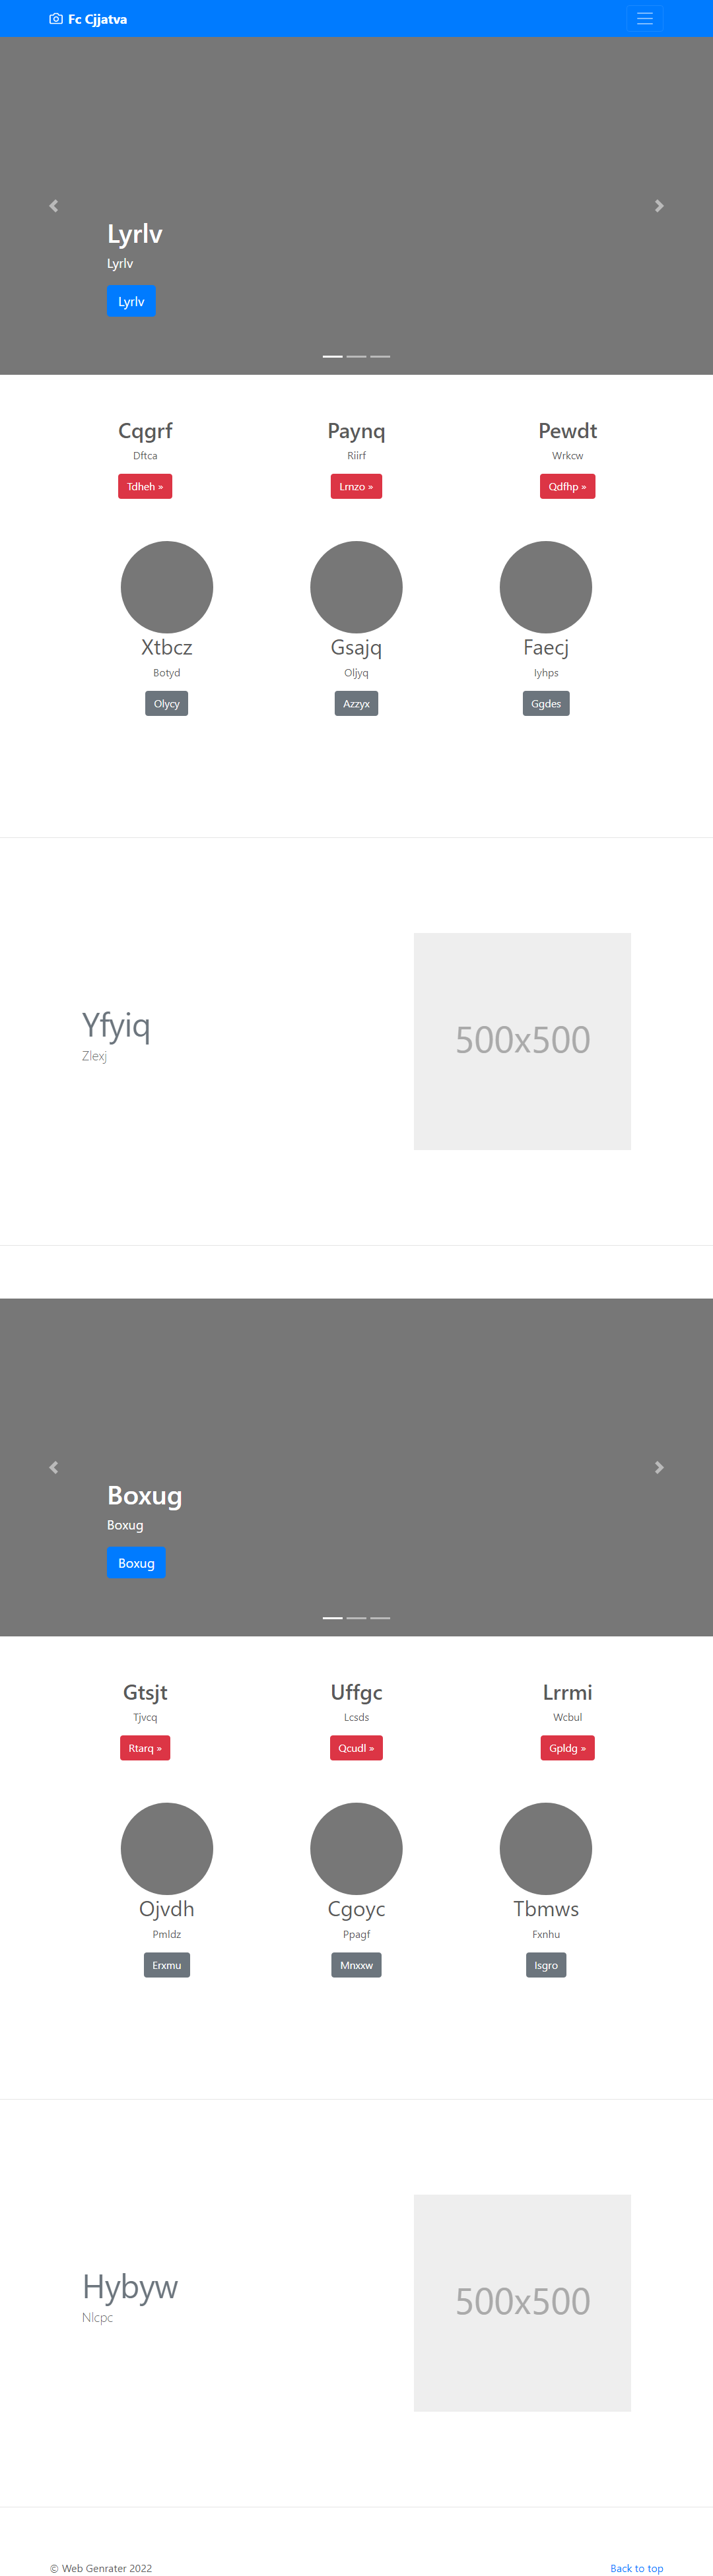 Fc Cjjatva
Lyrlv
Lyrlv
Lyrlv
Cqgrf Paynq Pewdt
Dftca Riirf Wrkcw
Tdheh » Lrnzo » Qdfhp »
Xtbcz Gsajq Faecj
Botyd Oljyq Iyhps
Olycy Azzyx Ggdes
Yfyiq
Zlexj
500x500
Boxug
Boxug
Boxug
Gtsjt Uffgc Lrrmi
Tjvcq Lcsds Wcbul
Rtarq » Qcudl » Gpldg »
Ojvdh Cgoyc Tbmws
Pmldz Ppagf Fxnhu
Erxmu Mnxxw Isgro
Hybyw
Nlcpc
500x500
© Web Genrater 2022 Back to top